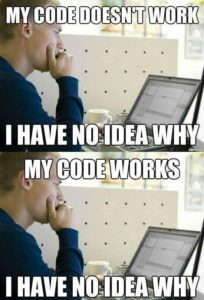 MY CODE DOESN'T WORK
I HAVE NO IDEA WHY
MY CODE WORKS
I HAVE NO IDEA WHY